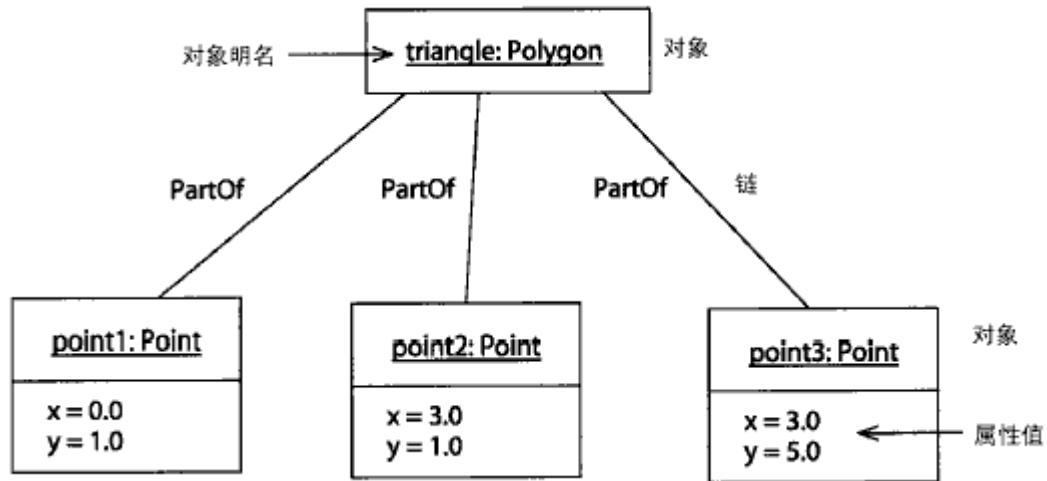 对象明名
triangle: Polygon
对象
PartOf
PartOf
PartOf
链
point1: Point
x = 0.0
y = 1.0
point2: Point
x = 3.0
y = 1.0
point3: Point
x = 3.0
y = 5.0
对象
属性值